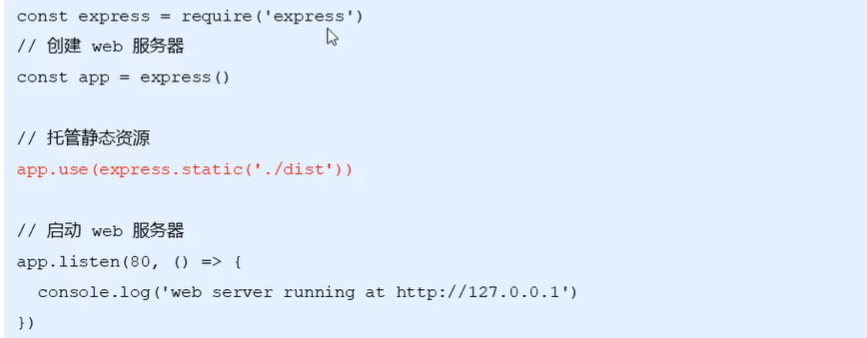 const express = require('express')
// 创建 web 服务器
const app = express()
// 托管静态资源
app.use(express.static('./dist'))
// 启动 web 服务器
app.listen(80, () => {
  console.log('web server running at http://127.0.0.1')
})